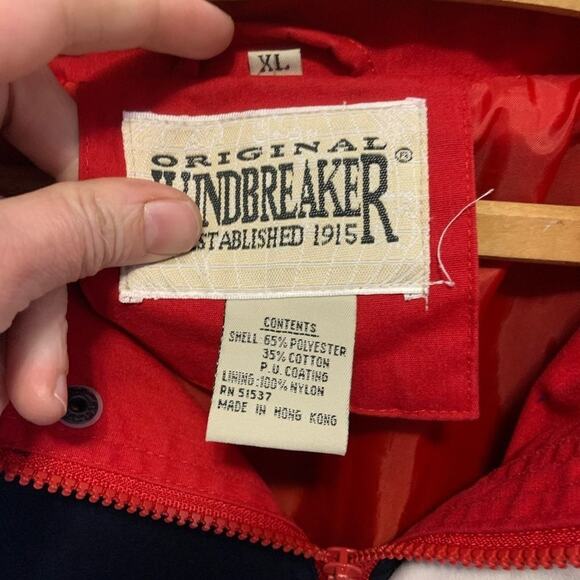 XL
ORIGINAL
WINDBREAKER ®
ESTABLISHED 1915
CONTENTS
SHELL: 65% POLYESTER
35% COTTON
P.U. COATING
LINING: 100% NYLON
RN 51537
MADE IN HONG KONG